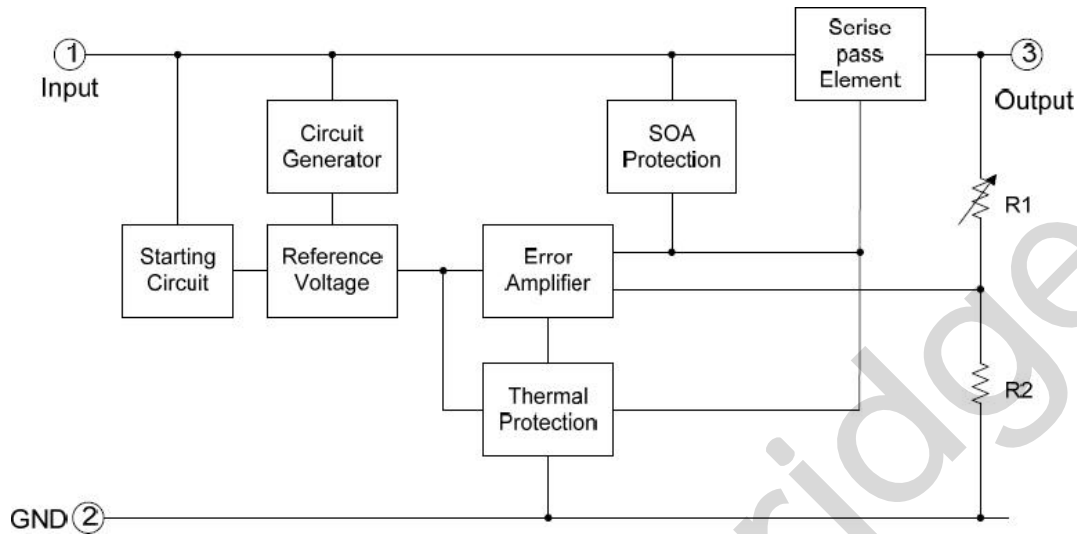 Serise
pass
Element
1
Input
3
Output
Circuit
Generator
SOA
Protection
R1
Starting
Circuit
Reference
Voltage
Error
Amplifier
Thermal
Protection
R2
GND 2
ridge